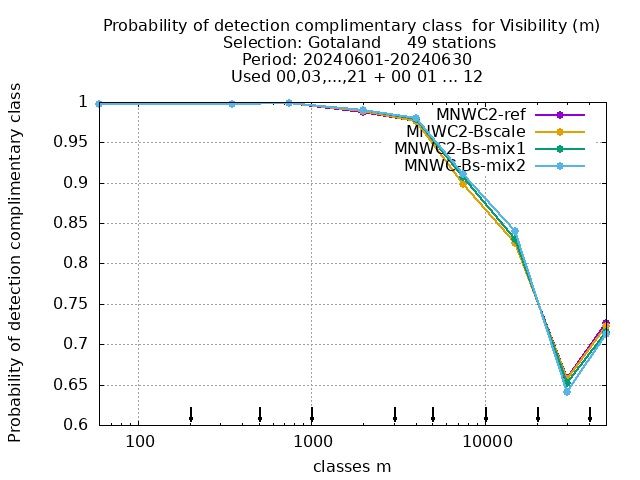 Probability of detection complimentary class  for Visibility (m)
Selection: Gotaland     49 stations
Period: 20240601-20240630
Used 00,03,...,21 + 00 01 ... 12
Probability of detection complimentary class
1
0.95
0.9
0.85
0.8
0.75
0.7
0.65
0.6
MNWC2-ref
MNWC2-Bscale
MNWC2-Bs-mix1
MNWC-Bs-mix2
100 1000 10000
classes m